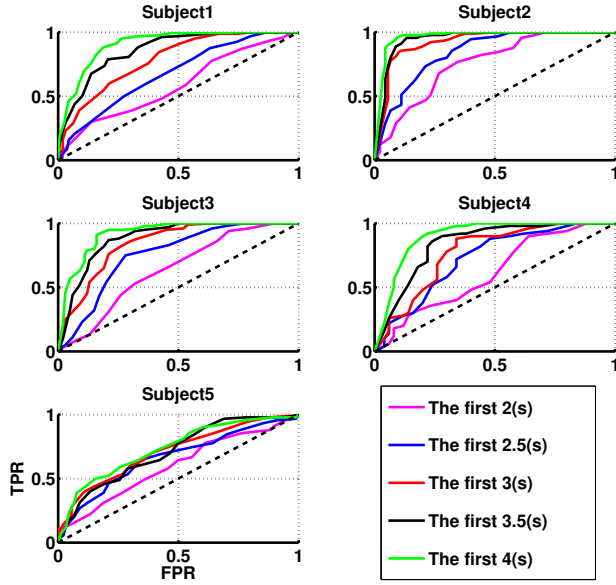 Subject1
Subject2
1
0.5
0
0
0.5
1
1
0.5
0
0
0.5
1
Subject3
Subject4
1
0.5
0
0
0.5
1
1
0.5
0
0
0.5
1
Subject5
1
0.5
0
0
0.5
1
TPR
FPR
The first 2(s)
The first 2.5(s)
The first 3(s)
The first 3.5(s)
The first 4(s)